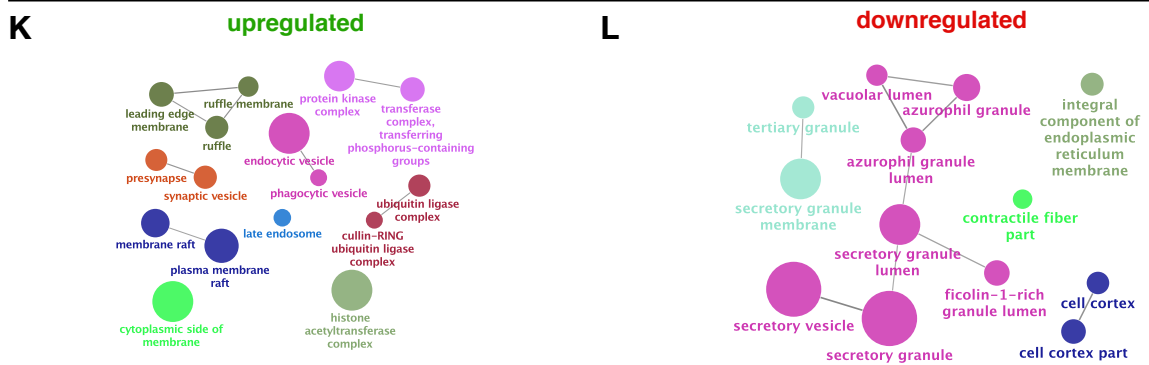 K
upregulated
ruffle membrane
leading edge
membrane
ruffle
protein kinase
complex
transferase
complex,
transferring
phosphorus-containing
groups
endocytic vesicle
phagocytic vesicle
presynapse
synaptic vesicle
ubiquitin ligase
complex
cullin-RING
ubiquitin ligase
complex
late endosome
membrane raft
plasma membrane
raft
cytoplasmic side of
membrane
histone
acetyltransferase
complex
L
downregulated
vacuolar lumen
azurophil granule
azurophil granule
lumen
tertiary granule
secretory granule
membrane
integral
component of
endoplasmic
reticulum
membrane
contractile fiber
part
secretory granule
lumen
ficolin-1-rich
granule lumen
secretory vesicle
secretory granule
cell cortex
cell cortex part